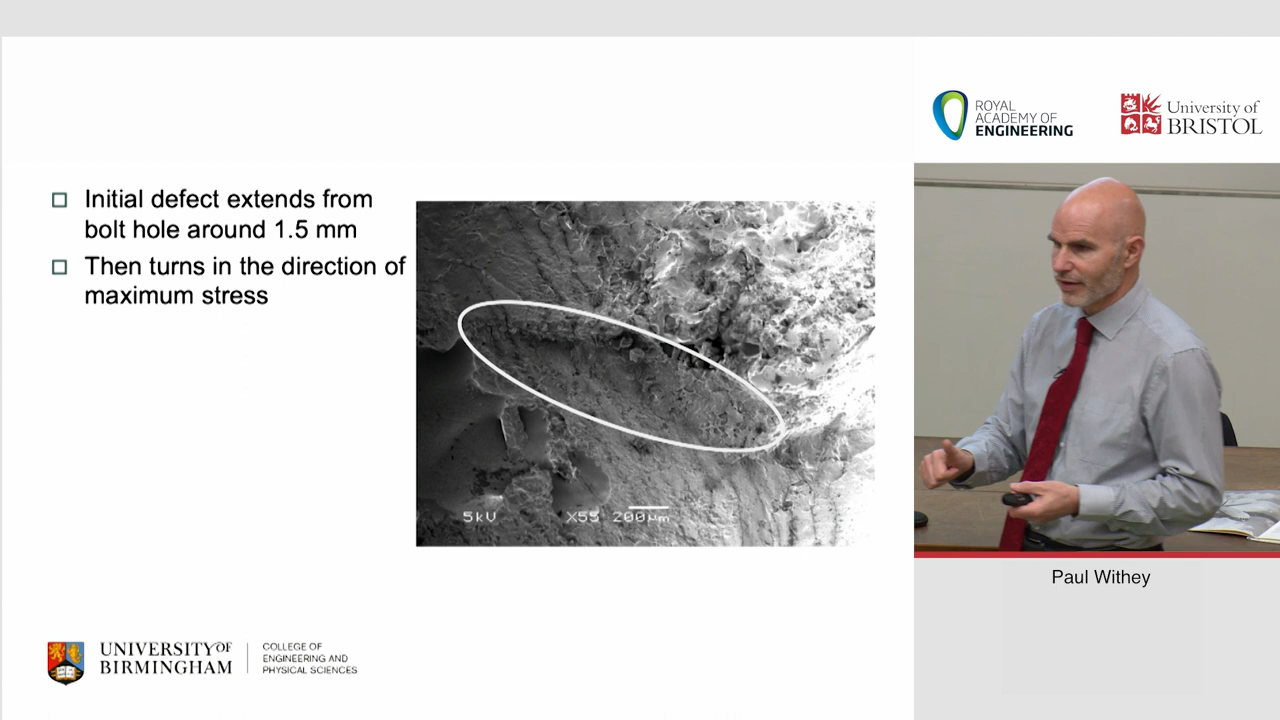 ROYAL
ACADEMY OF
ENGINEERING
University of
BRISTOL
Initial defect extends from
bolt hole around 1.5 mm
Then turns in the direction of
maximum stress
5kV X55 200µm
Paul Withey
UNIVERSITY OF
BIRMINGHAM
COLLEGE OF
ENGINEERING AND
PHYSICAL SCIENCES